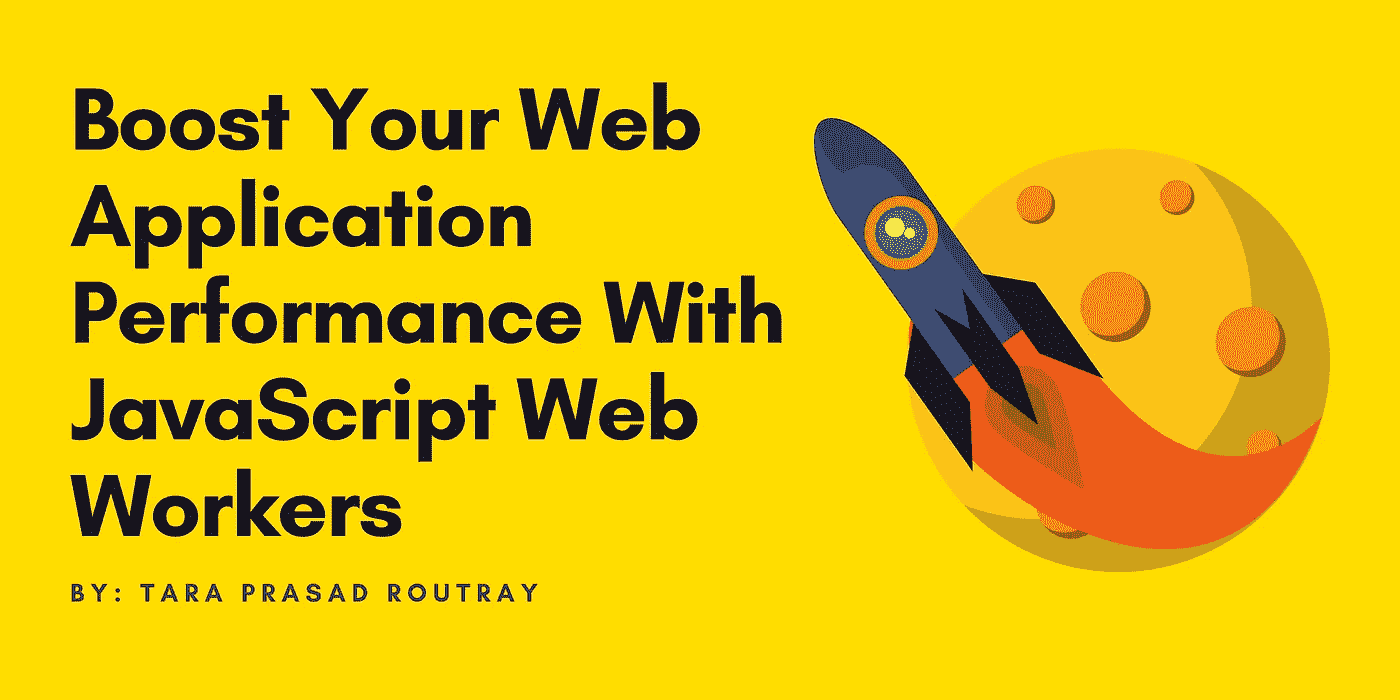 Boost Your Web
Application
Performance With
JavaScript Web
Workers
BY: TARA PRASAD ROUTRAY